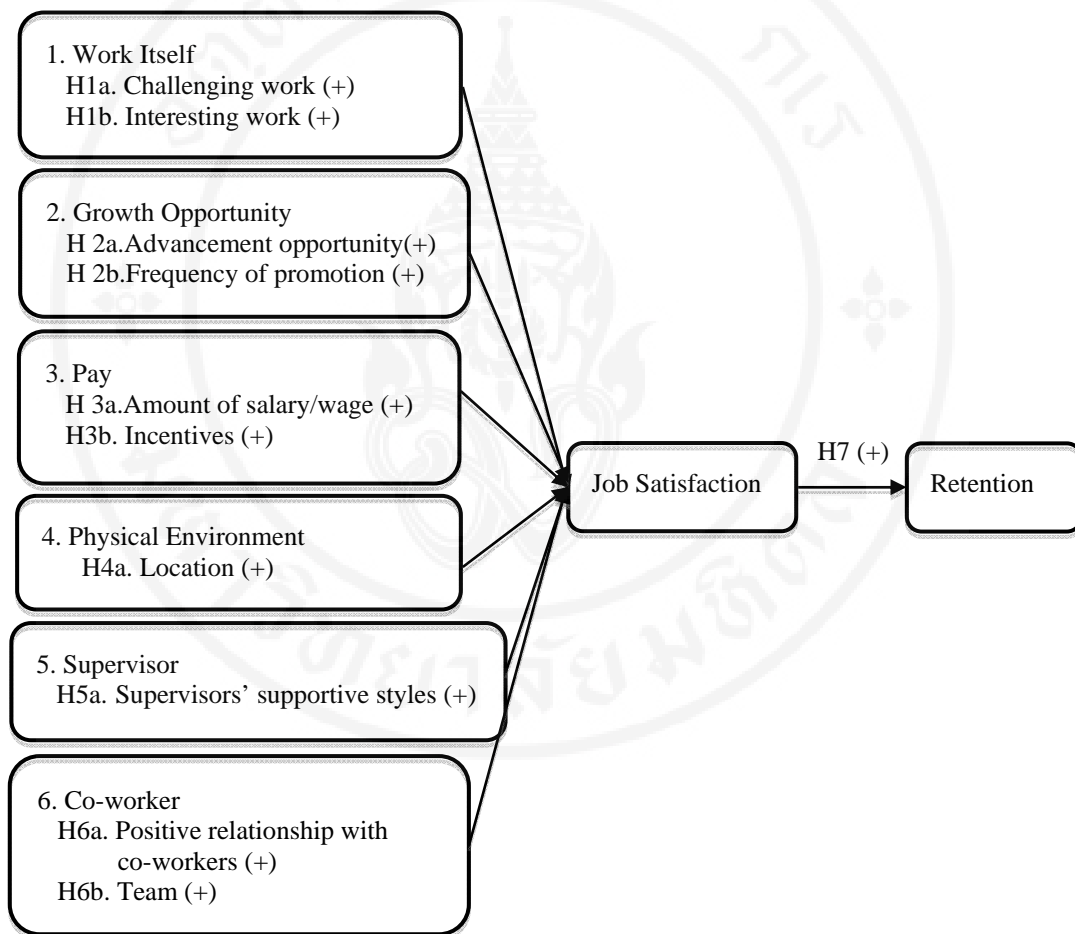 1. Work Itself
H1a. Challenging work (+)
H1b. Interesting work (+)
2. Growth Opportunity
H 2a.Advancement opportunity(+)
H 2b.Frequency of promotion (+)
3. Pay
H 3a.Amount of salary/wage (+)
H3b. Incentives (+)
4. Physical Environment
H4a. Location (+)
5. Supervisor
H5a. Supervisors’ supportive styles (+)
6. Co-worker
H6a. Positive relationship with
co-workers (+)
H6b. Team (+)
Job Satisfaction
H7 (+)
Retention